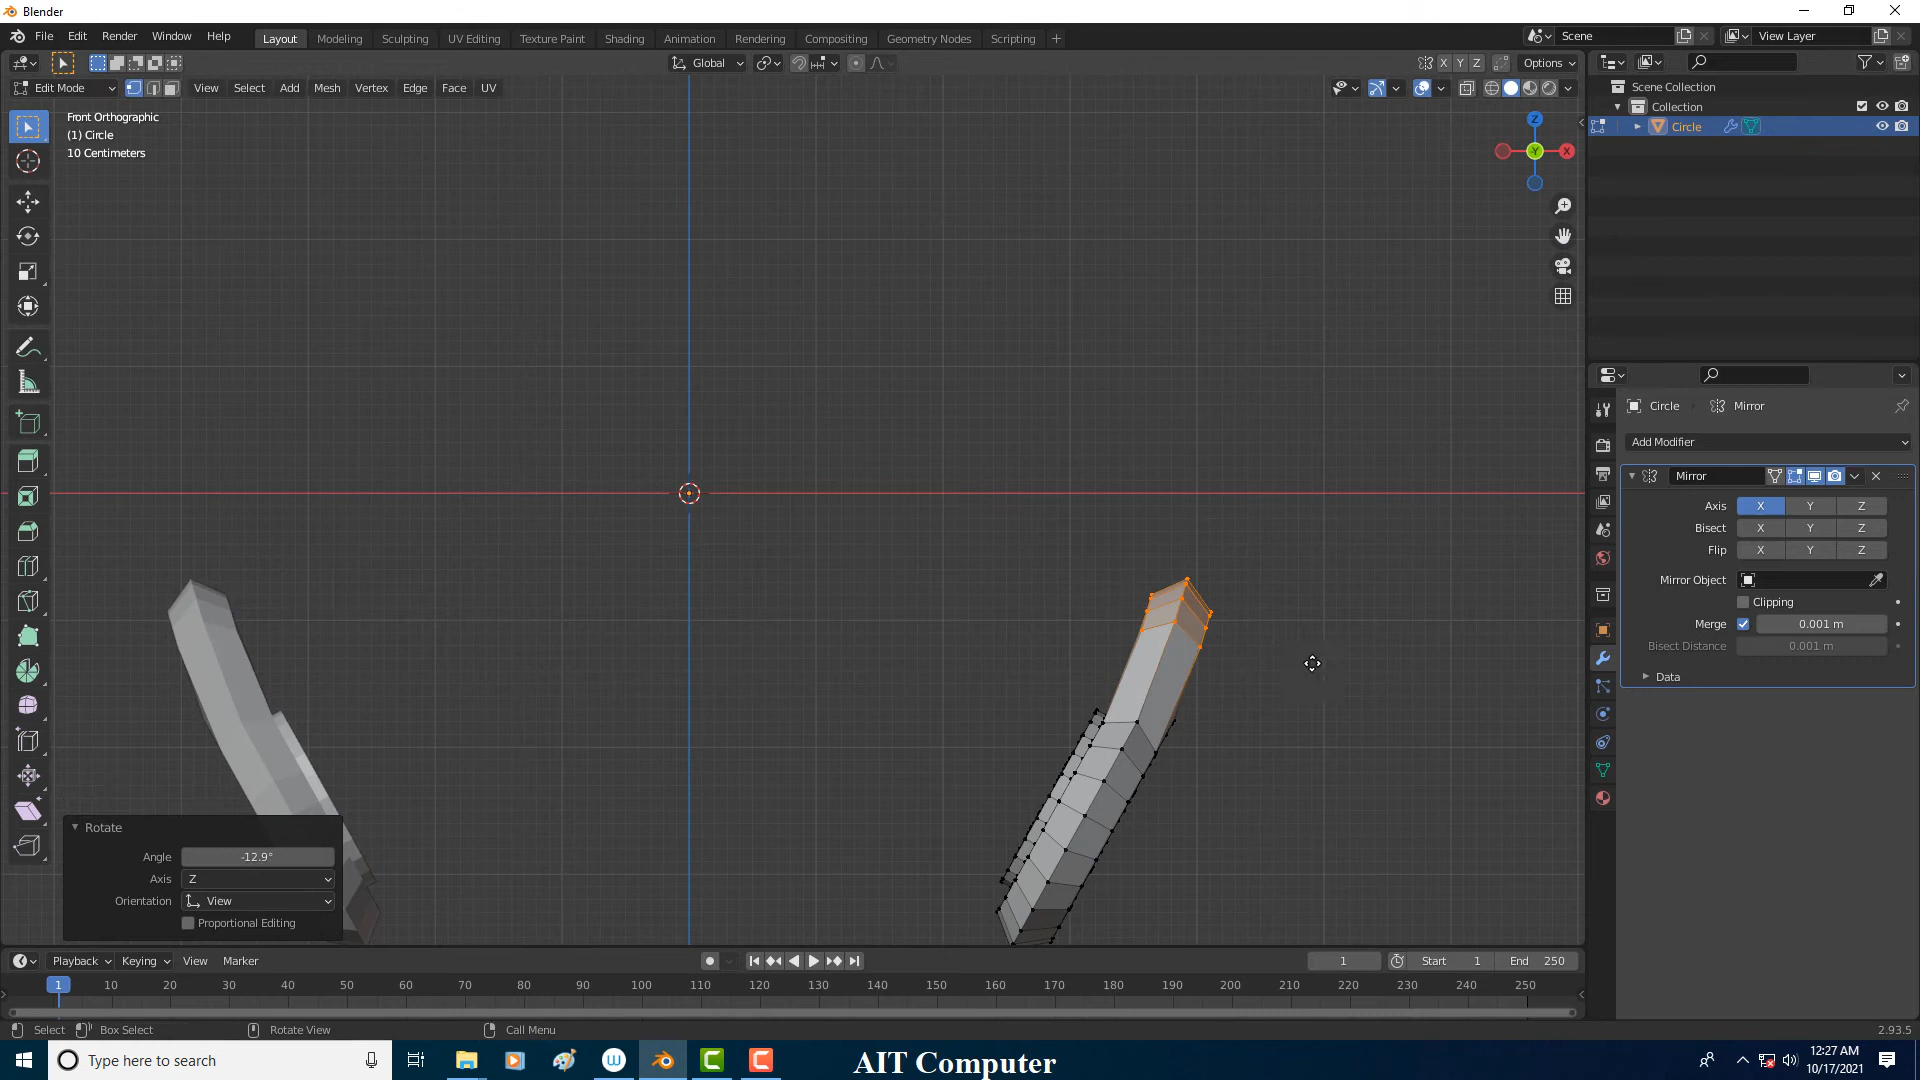 Blender
File Edit Render Window Help
Layout Modeling Sculpting UV Editing Texture Paint Shading Animation Rendering Compositing Geometry Nodes Scripting +
Scene
View Layer
Global
X Y Z
Options
Edit Mode
View Select Add Mesh Vertex Edge Face UV
Front Orthographic
(1) Circle
10 Centimeters
Z
Y
X
Scene Collection
Collection
Circle
Circle
Mirror
Add Modifier
Mirror
Axis X Y Z
Bisect X Y Z
Flip X Y Z
Mirror Object
Clipping
Merge 0.001 m
Bisect Distance 0.001 m
Data
Rotate
Angle -12.9°
Axis Z
Orientation View
Proportional Editing
Playback Keying View Marker
1 Start 1 End 250
1 10 20 30 40 50 60 70 80 90 100 110 120 130 140 150 160 170 180 190 200 210 220 230 240 250
Select Box Select Rotate View Call Menu 2.93.5
Type here to search
AIT Computer
12:27 AM
10/17/2021